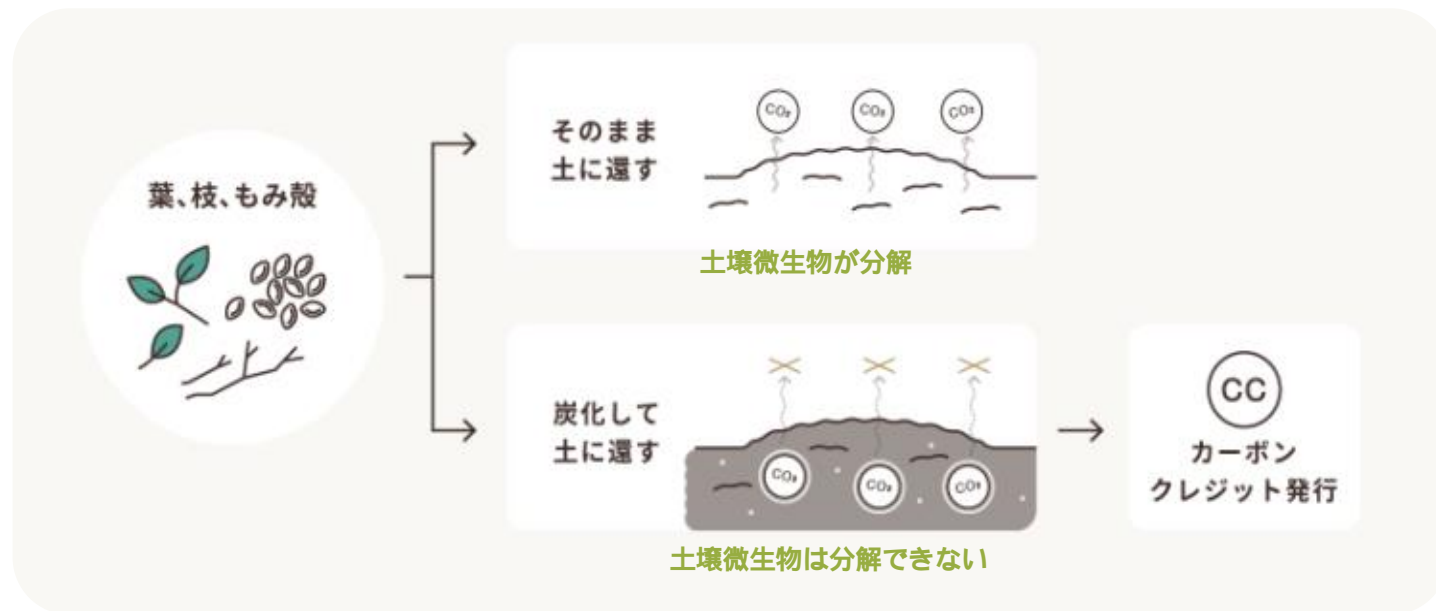 葉、枝、もみ殻
そのまま
土に還す
CO₂
CO₂
CO₂
土壌微生物が分解
炭化して
土に還す
CO₂
CO₂
CO₂
土壌微生物は分解できない
CC
カーボン
クレジット発行